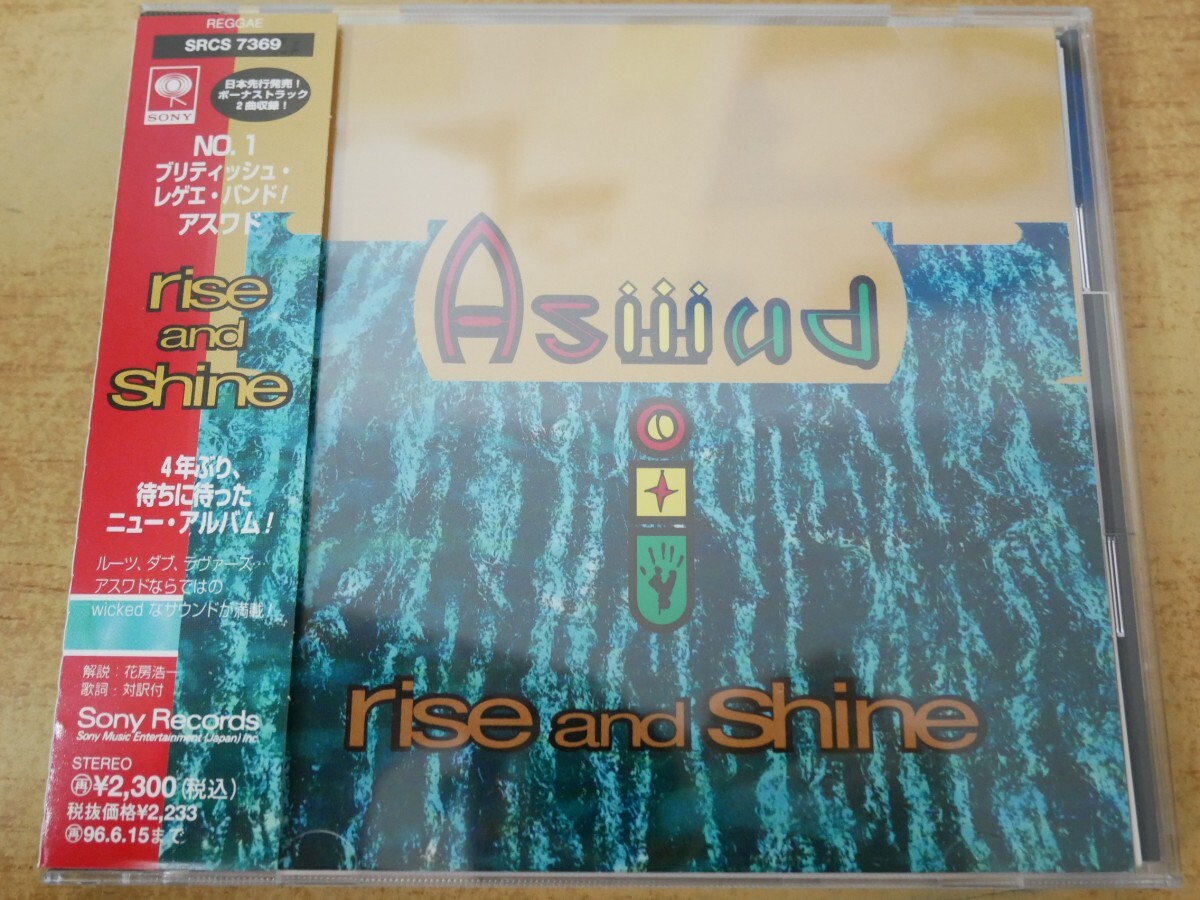 REGGAE
SRCS 7369
SONY
日本先行発売!
ボーナストラック
2曲収録!
NO.1
ブリティッシュ・
レゲエ・バンド!
アスワド
rise
and
shine
4年ぶり、
待ちに待った
ニュー・アルバム!
ルーツ、ダブ、ラヴァーズ…
アスワドならではの
wickedなサウンドが満載!
解説:花房浩一
歌詞:対訳付
Sony Records
Sony Music Entertainment (Japan) Inc.
STEREO
再¥2,300(税込)
税抜価格¥2,233
再96.6.15まで
Aswad
rise and shine